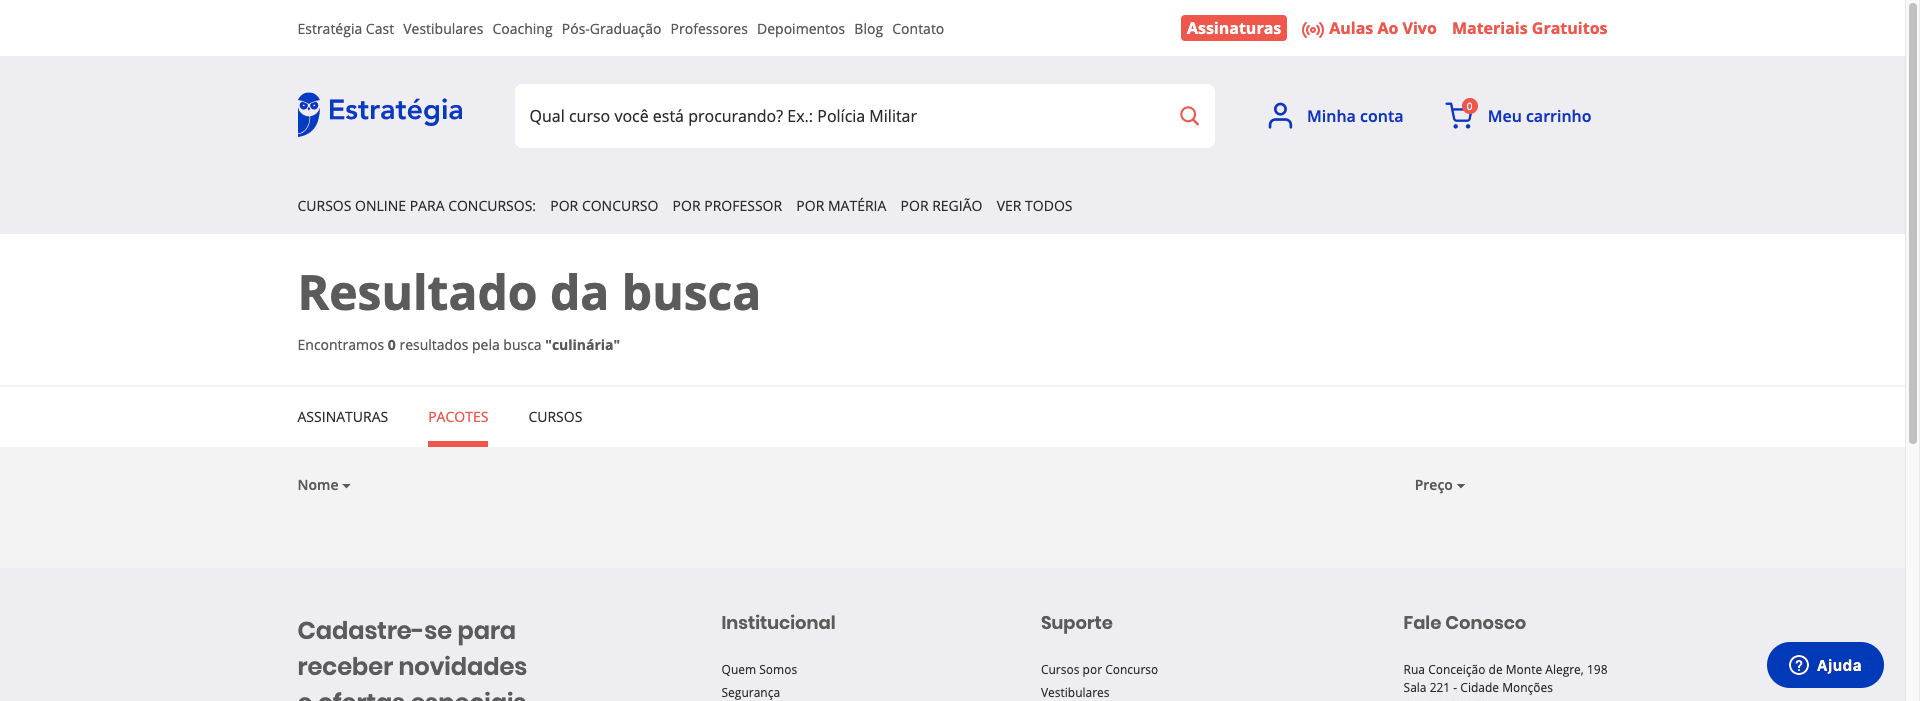 Estratégia Cast Vestibulares Coaching Pós-Graduação Professores Depoimentos Blog Contato
Assinaturas Aulas Ao Vivo Materiais Gratuitos
Estratégia
Qual curso você está procurando? Ex.: Polícia Militar
Minha conta
0
Meu carrinho
CURSOS ONLINE PARA CONCURSOS: POR CONCURSO POR PROFESSOR POR MATÉRIA POR REGIÃO VER TODOS
Resultado da busca
Encontramos 0 resultados pela busca "culinária"
ASSINATURAS PACOTES CURSOS
Nome Preço
Cadastre-se para
receber novidades
e ofertas especiais
Institucional
Quem Somos
Segurança
Suporte
Cursos por Concurso
Vestibulares
Fale Conosco
Rua Conceição de Monte Alegre, 198
Sala 221 - Cidade Monções
Ajuda